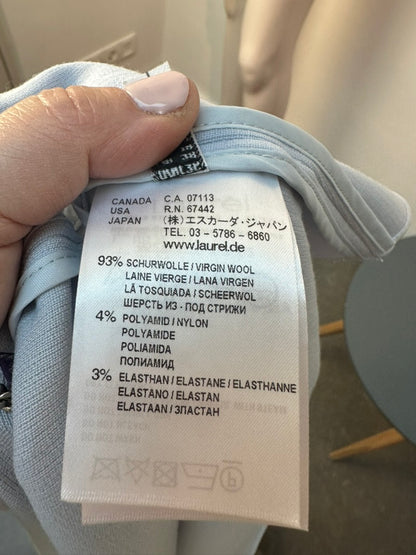 CANADA C.A. 07113
USA R.N. 67442
JAPAN (株)エスカーダ・ジャパン
TEL. 03 - 5786 - 6860
www.laurel.de
93% SCHURWOLLE / VIRGIN WOOL
LAINE VIERGE / LANA VIRGEN
LÃ TOSQUIADA / SCHEERWOL
ШЕРСТЬ ИЗ - ПОД СТРИЖИ
4% POLYAMID / NYLON
POLYAMIDE
POLIAMIDA
ПОЛИАМИД
3% ELASTHAN / ELASTANE / ELASTHANNE
ELASTANO / ELASTAN
ELASTAAN / ЭЛАСТАН